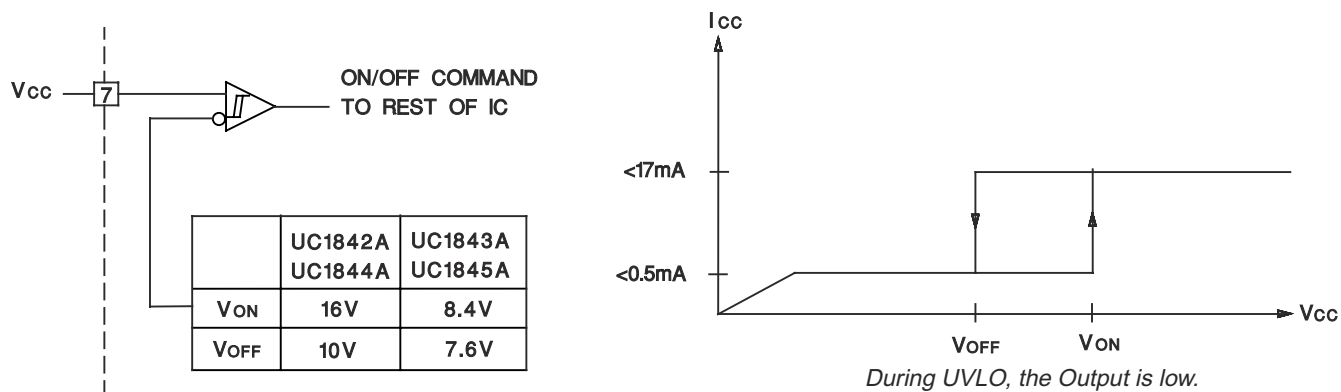 Vcc
7
ON/OFF COMMAND
TO REST OF IC
UC1842A UC1843A
UC1844A UC1845A
VON 16V 8.4V
VOFF 10V 7.6V
Icc
<17mA
<0.5mA
VOFF VON
Vcc
During UVLO, the Output is low.